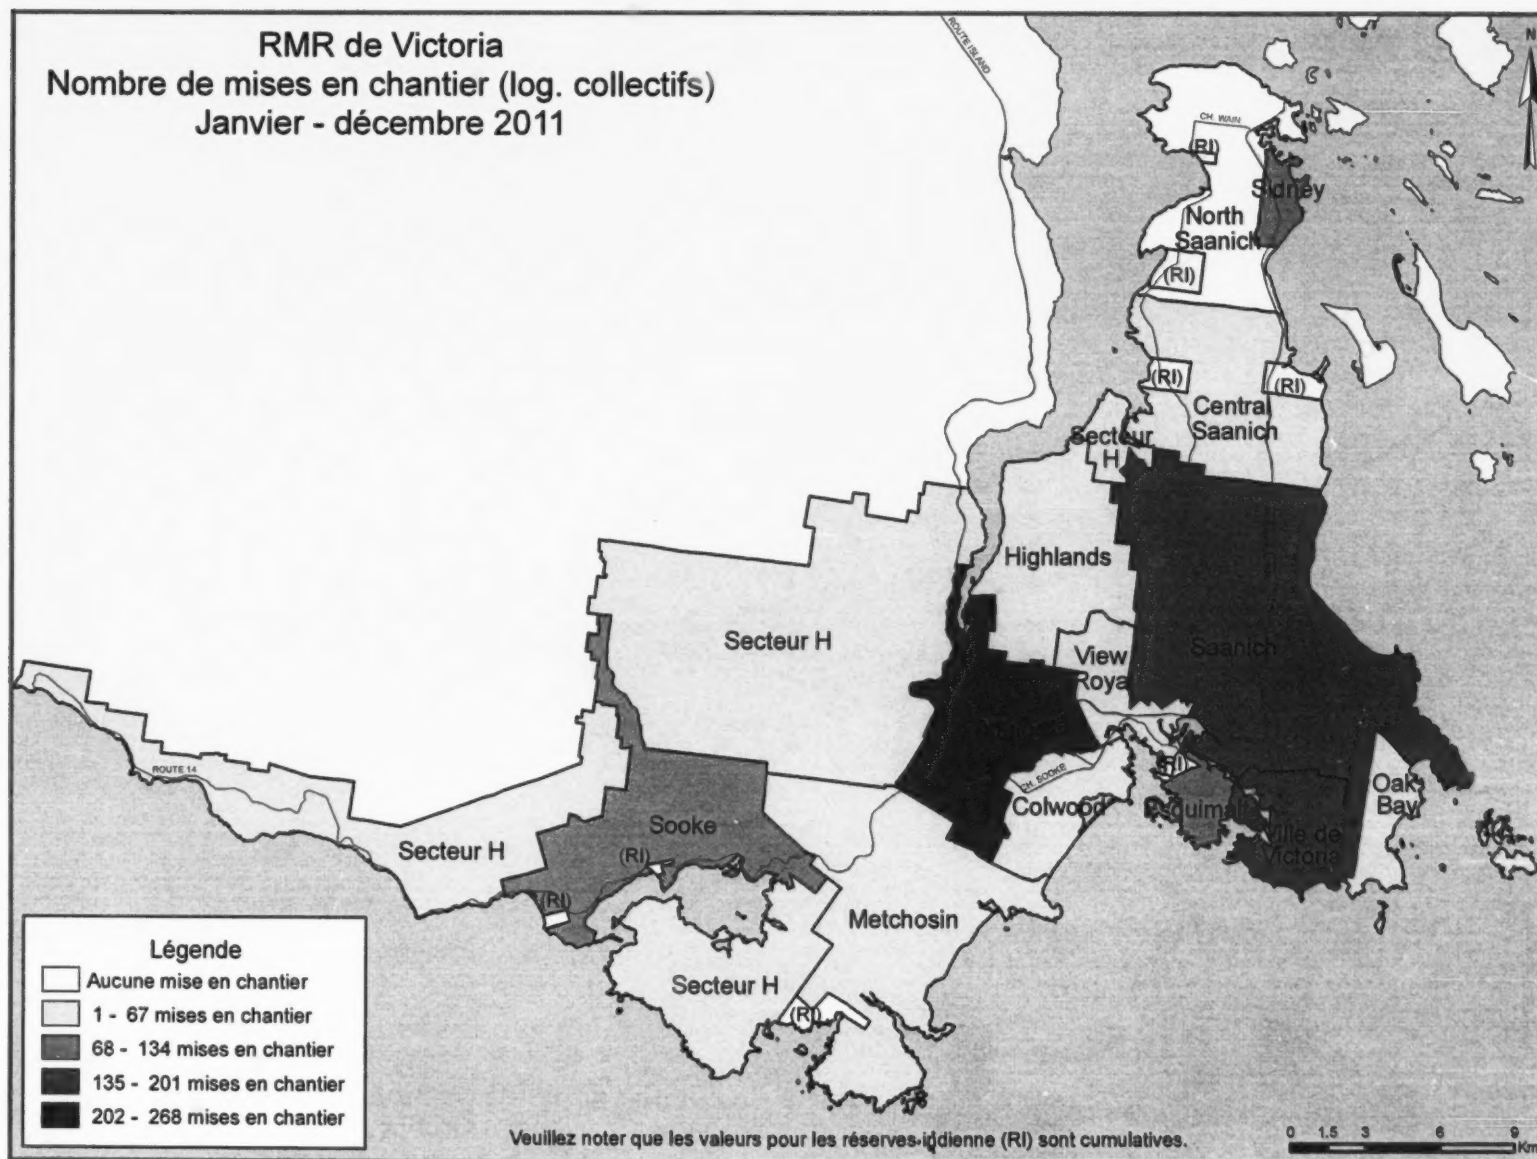 RMR de Victoria
Nombre de mises en chantier (log. collectifs)
Janvier - décembre 2011
ROUTE ISLAND
N
CH. WAIN
(RI)
Sidney
North
Saanich
(RI)
(RI)
(RI)
Central
Saanich
Secteur
H
Highlands
Secteur H
View
Royal
Saanich
ROUTE 14
CH. SOOKE
Colwood
(RI)
Esquimalt
Oak
Bay
Ville de
Victoria
Sooke
Secteur H
(RI)
(RI)
Metchosin
Secteur H
(RI)
Légende
Aucune mise en chantier
1 - 67 mises en chantier
68 - 134 mises en chantier
135 - 201 mises en chantier
202 - 268 mises en chantier
Veuillez noter que les valeurs pour les réserves indienne (RI) sont cumulatives.
0 1.5 3 6 9
Km